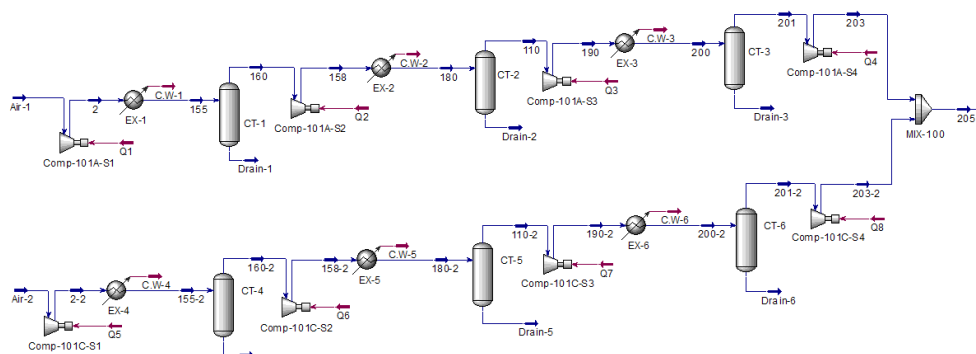 201
203
110
190
C.W-3
200
CT-3
Q4
160
158
C.W-2
180
CT-2
EX-3
Comp-101A-S4
Q3
Air-1
2
C.W-1
155
CT-1
EX-2
Comp-101A-S3
Drain-3
EX-1
Q2
Comp-101A-S2
Drain-2
MIX-100
205
Q1
Comp-101A-S1
Drain-1
201-2
203-2
110-2
190-2
C.W-6
200-2
CT-6
Q8
160-2
158-2
C.W-5
180-2
CT-5
EX-6
Comp-101C-S4
Q7
Air-2
2-2
C.W-4
155-2
CT-4
EX-5
Comp-101C-S3
Drain-6
EX-4
Q6
Comp-101C-S2
Drain-5
Q5
Comp-101C-S1